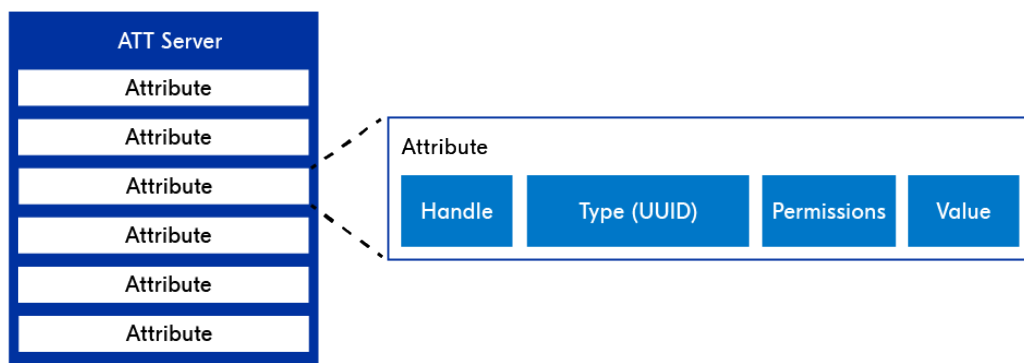 ATT Server
Attribute
Attribute
Attribute
Attribute
Attribute
Attribute
Attribute
Handle
Type (UUID)
Permissions
Value